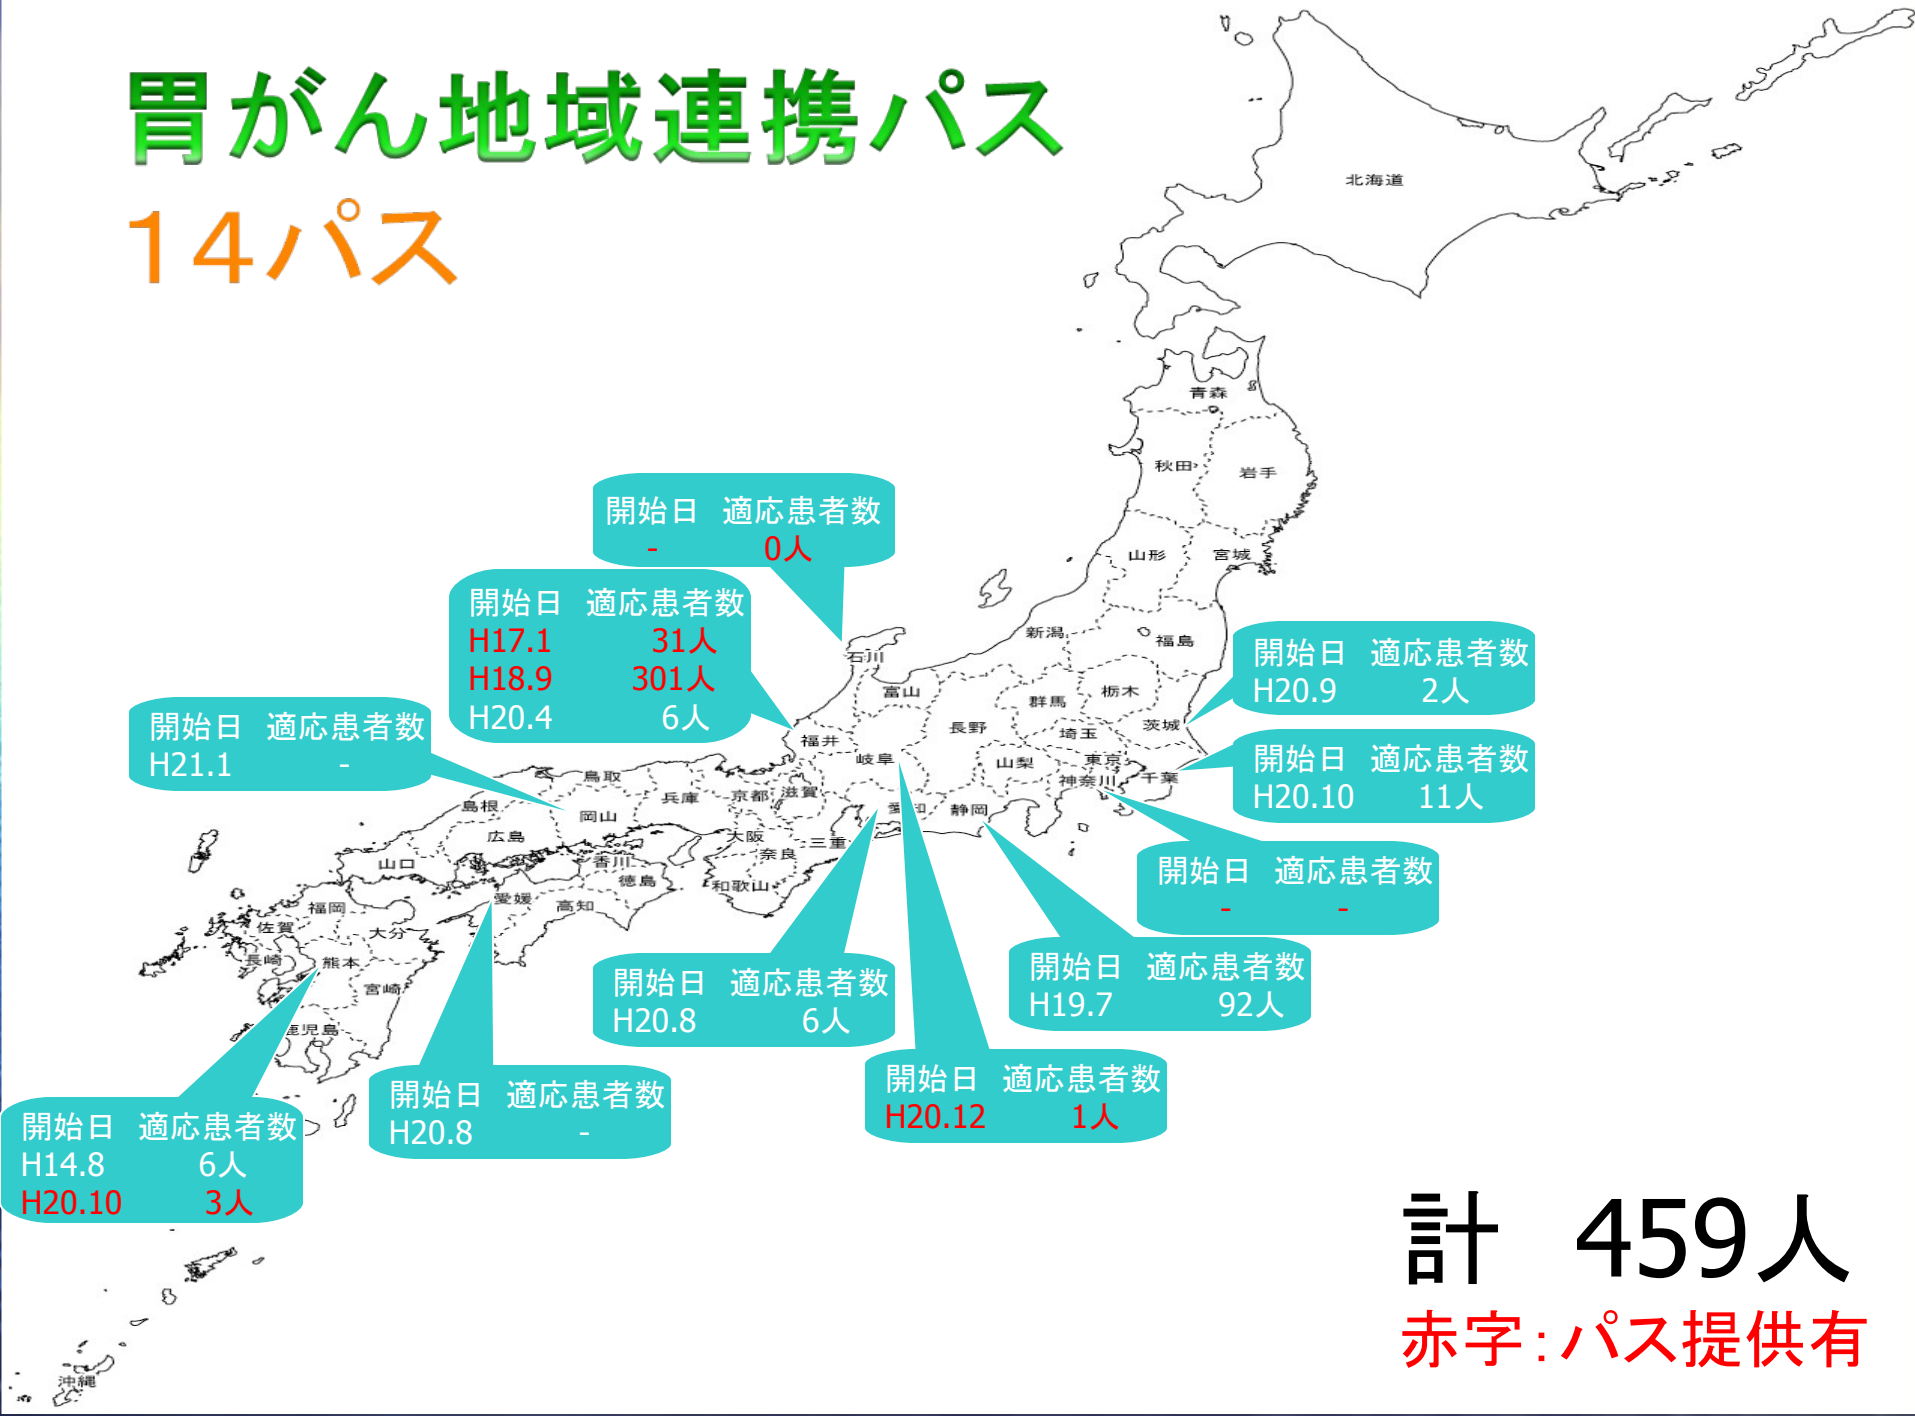 胃がん地域連携パス
14パス
北海道
青森
秋田
岩手
山形
宮城
新潟
福島
石川
富山
群馬
栃木
茨城
長野
福井
岐阜
埼玉
山梨
東京
神奈川
千葉
鳥取
島根
岡山
兵庫
京都
滋賀
愛知
静岡
広島
大阪
三重
奈良
山口
香川
徳島
和歌山
愛媛
高知
福岡
佐賀
大分
長崎
熊本
宮崎
鹿児島
沖縄
開始日 適応患者数
- 0人
開始日 適応患者数
H17.1 31人
H18.9 301人
H20.4 6人
開始日 適応患者数
H21.1 -
開始日 適応患者数
H20.9 2人
開始日 適応患者数
H20.10 11人
開始日 適応患者数
- -
開始日 適応患者数
H19.7 92人
開始日 適応患者数
H20.8 6人
開始日 適応患者数
H20.12 1人
開始日 適応患者数
H20.8 -
開始日 適応患者数
H14.8 6人
H20.10 3人
計 459人
赤字：パス提供有